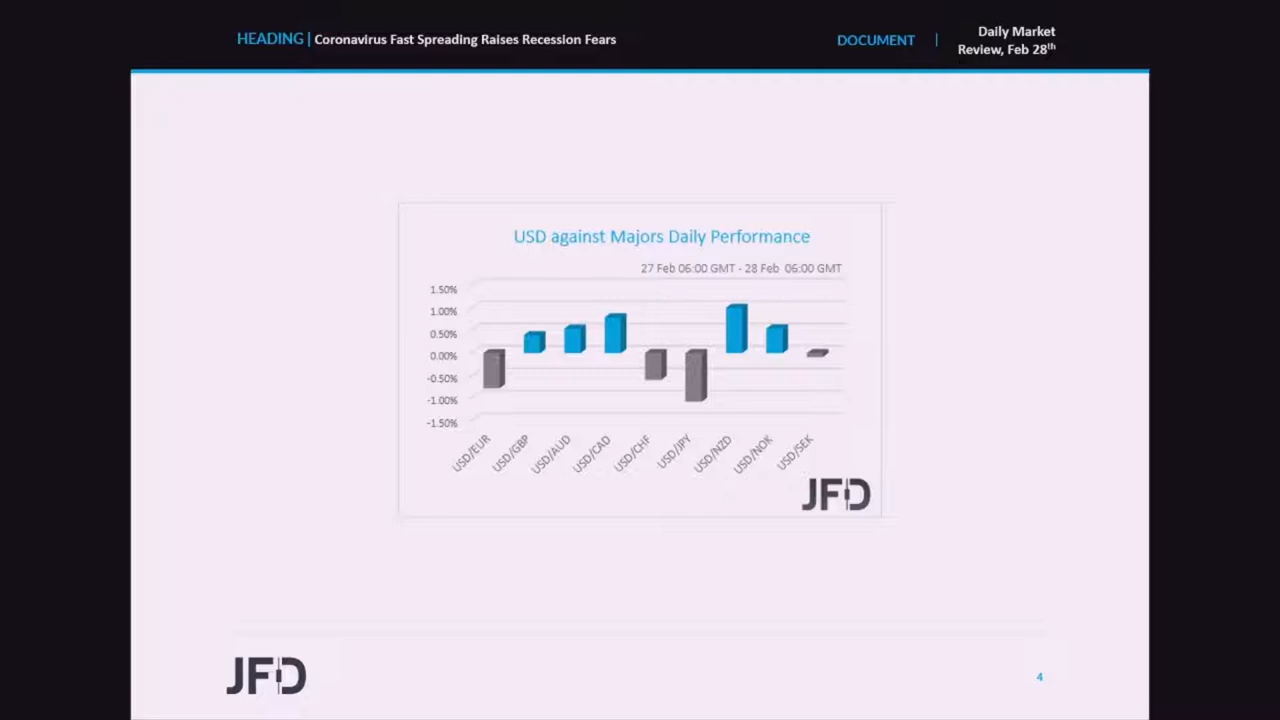 HEADING | Coronavirus Fast Spreading Raises Recession Fears
DOCUMENT | Daily Market
Review, Feb 28th
USD against Majors Daily Performance
27 Feb 06:00 GMT - 28 Feb 06:00 GMT
1.50%
1.00%
0.50%
0.00%
-0.50%
-1.00%
-1.50%
USD/EUR
USD/GBP
USD/AUD
USD/CAD
USD/CHF
USD/JPY
USD/NZD
USD/NOK
USD/SEK
JFD
JFD
4